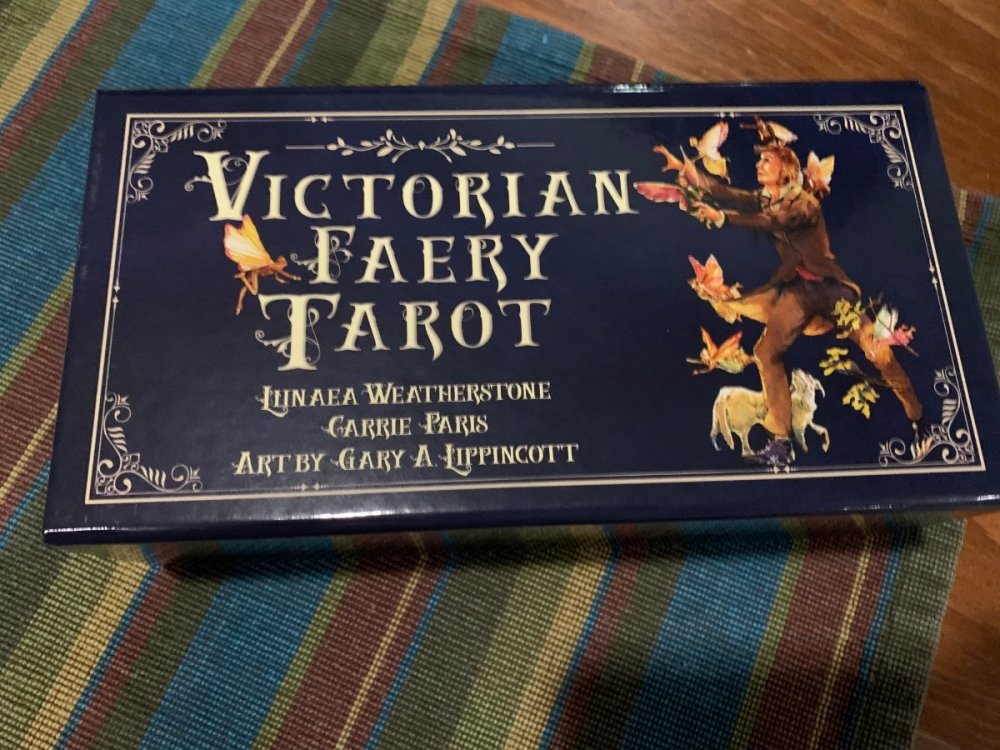 VICTORIAN
FAERY
TAROT
LUNAEA WEATHERSTONE
CARRIE PARIS
ART BY GARY A. LIPPINCOTT